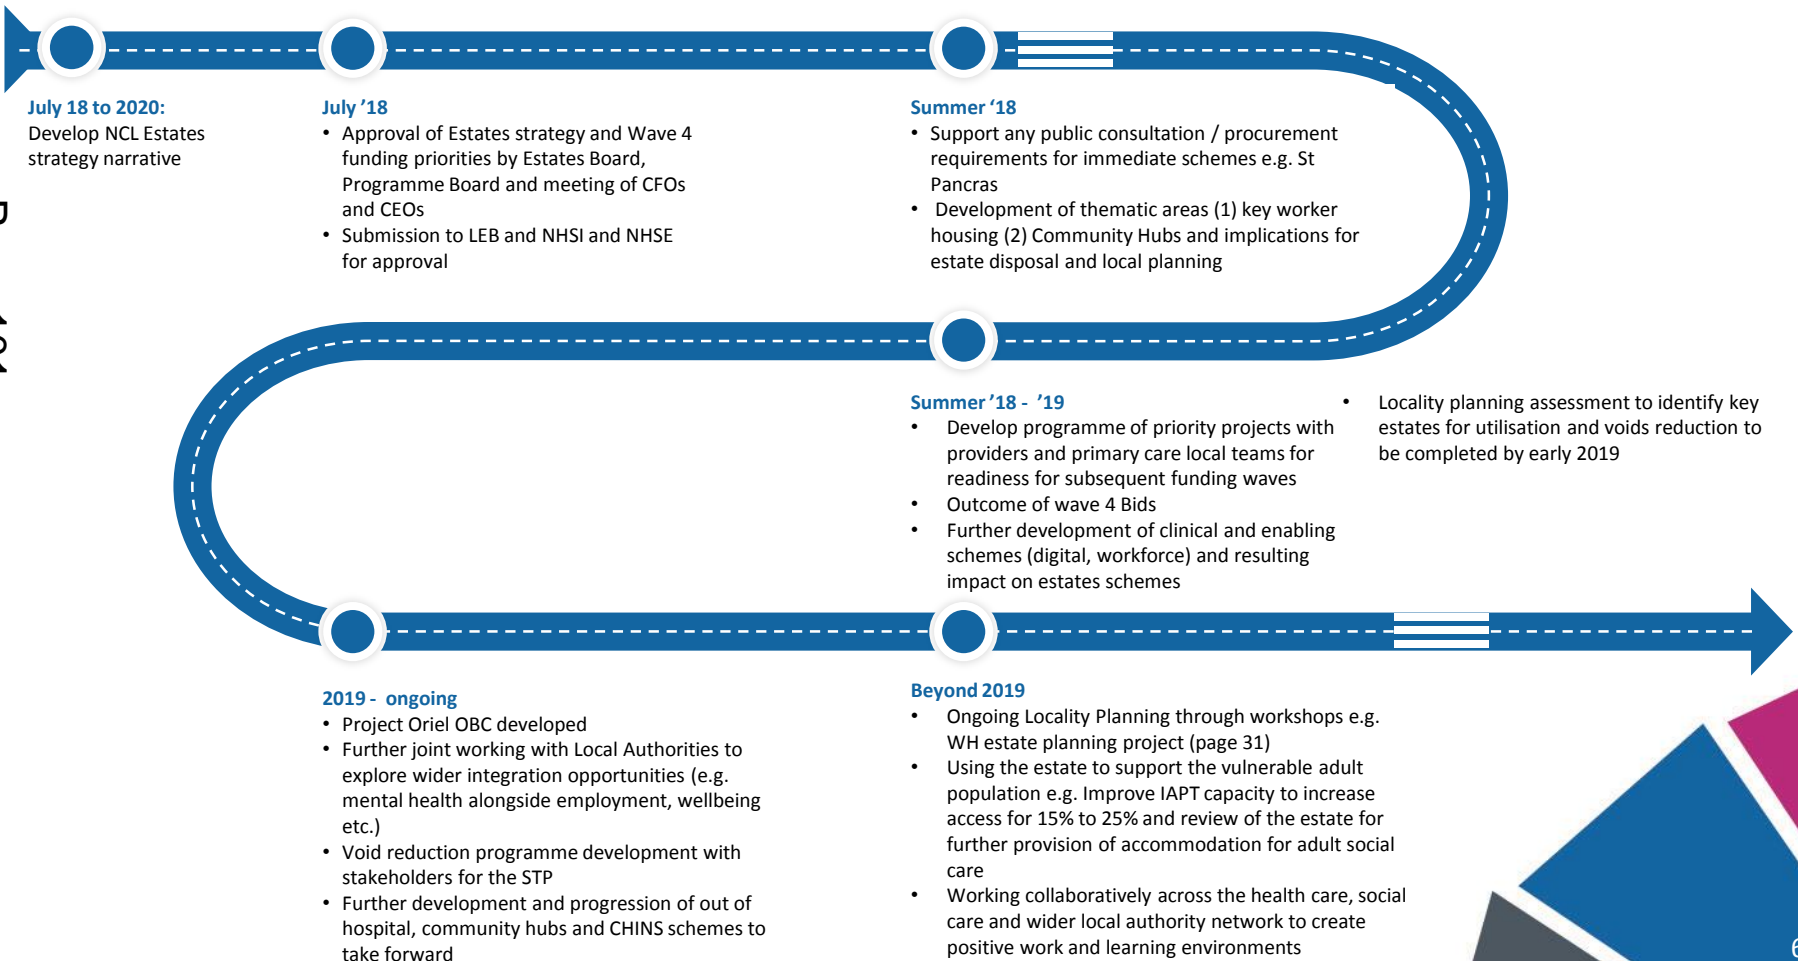 July 18 to 2020:
Develop NCL Estates
strategy narrative
July ’18
• Approval of Estates strategy and Wave 4
funding priorities by Estates Board,
Programme Board and meeting of CFOs
and CEOs
• Submission to LEB and NHSI and NHSE
for approval
Summer ‘18
• Support any public consultation / procurement
requirements for immediate schemes e.g. St
Pancras
• Development of thematic areas (1) key worker
housing (2) Community Hubs and implications for
estate disposal and local planning
Summer ’18 - ’19
• Develop programme of priority projects with
providers and primary care local teams for
readiness for subsequent funding waves
• Outcome of wave 4 Bids
• Further development of clinical and enabling
schemes (digital, workforce) and resulting
impact on estates schemes
• Locality planning assessment to identify key
estates for utilisation and voids reduction to
be completed by early 2019
2019 - ongoing
• Project Oriel OBC developed
• Further joint working with Local Authorities to
explore wider integration opportunities (e.g.
mental health alongside employment, wellbeing
etc.)
• Void reduction programme development with
stakeholders for the STP
• Further development and progression of out of
hospital, community hubs and CHINS schemes to
take forward
Beyond 2019
• Ongoing Locality Planning through workshops e.g.
WH estate planning project (page 31)
• Using the estate to support the vulnerable adult
population e.g. Improve IAPT capacity to increase
access for 15% to 25% and review of the estate for
further provision of accommodation for adult social
care
• Working collaboratively across the health care, social
care and wider local authority network to create
positive work and learning environments